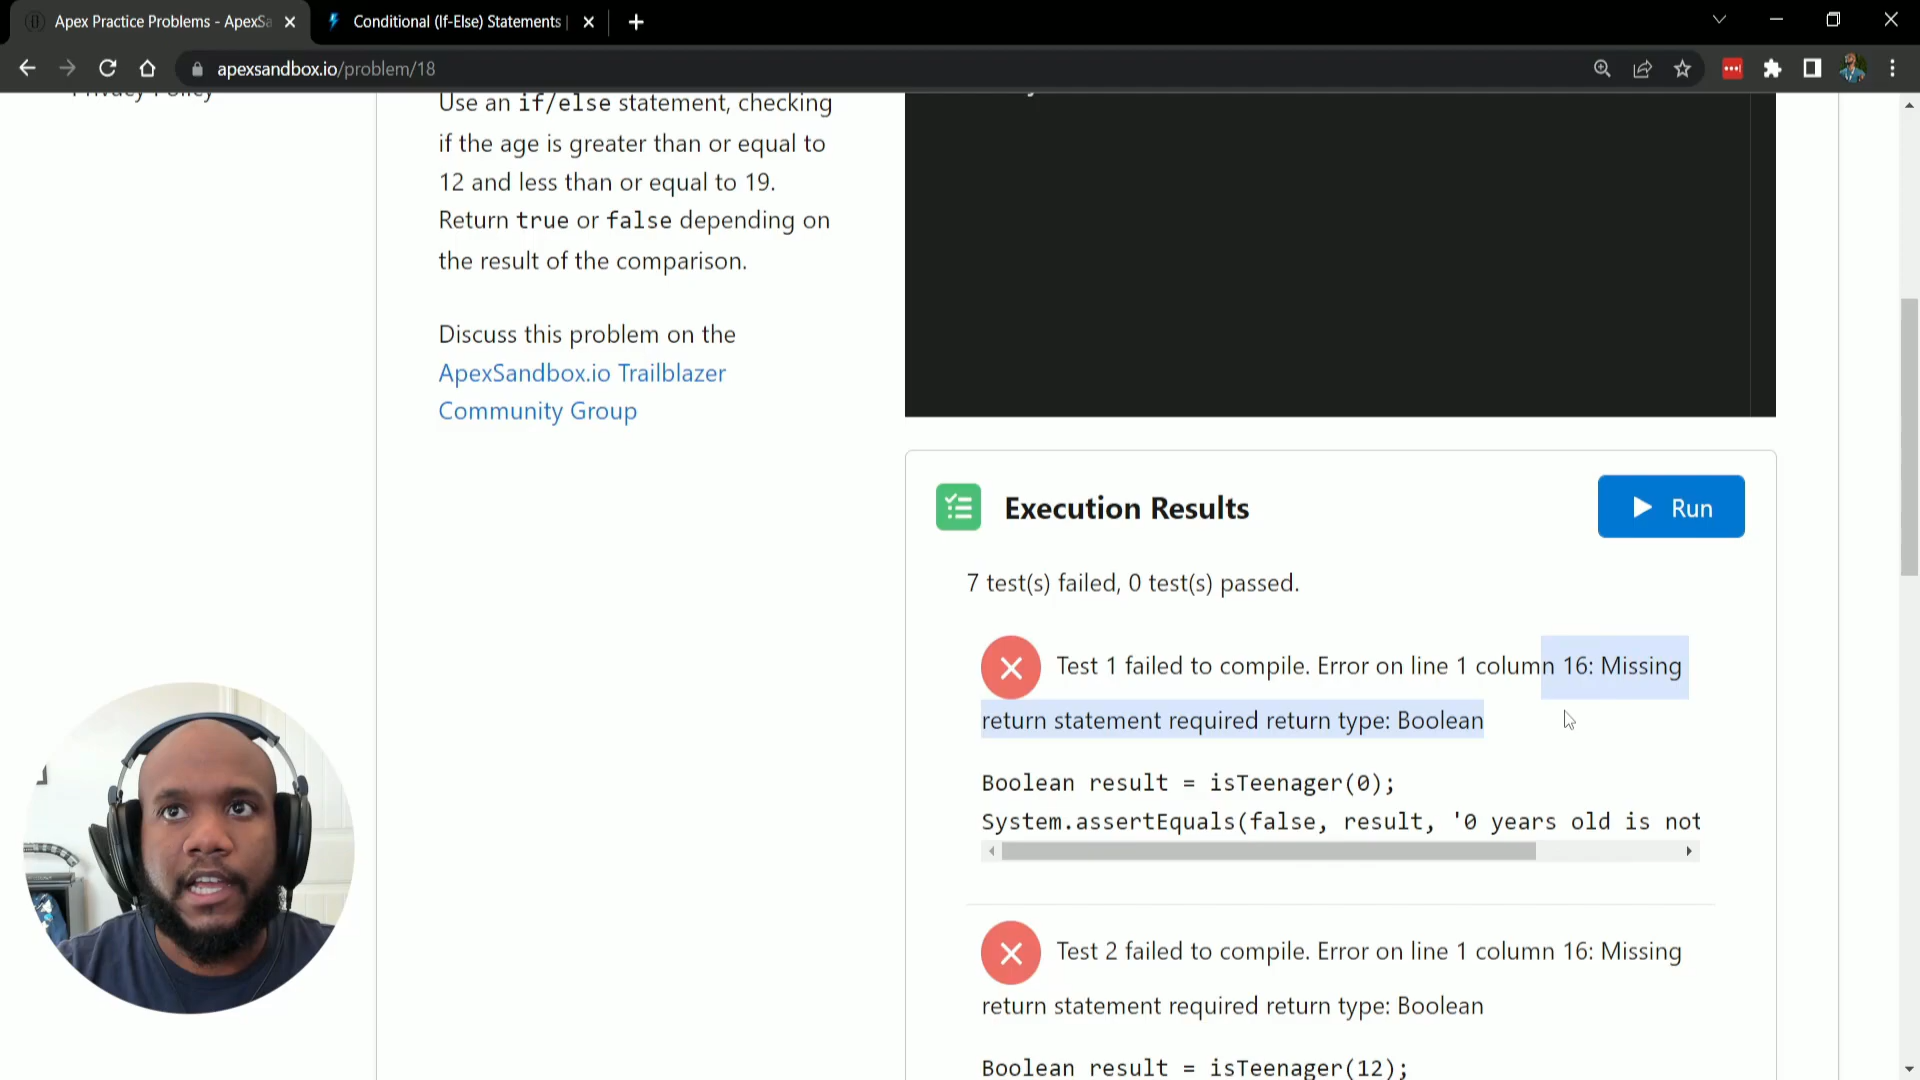 Apex Practice Problems - ApexSa
Conditional (If-Else) Statements |
apexsandbox.io/problem/18
Privacy Policy
Use an if/else statement, checking
if the age is greater than or equal to
12 and less than or equal to 19.
Return true or false depending on
the result of the comparison.
Discuss this problem on the
ApexSandbox.io Trailblazer
Community Group
Execution Results
Run
7 test(s) failed, 0 test(s) passed.
Test 1 failed to compile. Error on line 1 column 16: Missing
return statement required return type: Boolean
Boolean result = isTeenager(0);
System.assertEquals(false, result, '0 years old is not
Test 2 failed to compile. Error on line 1 column 16: Missing
return statement required return type: Boolean
Boolean result = isTeenager(12);